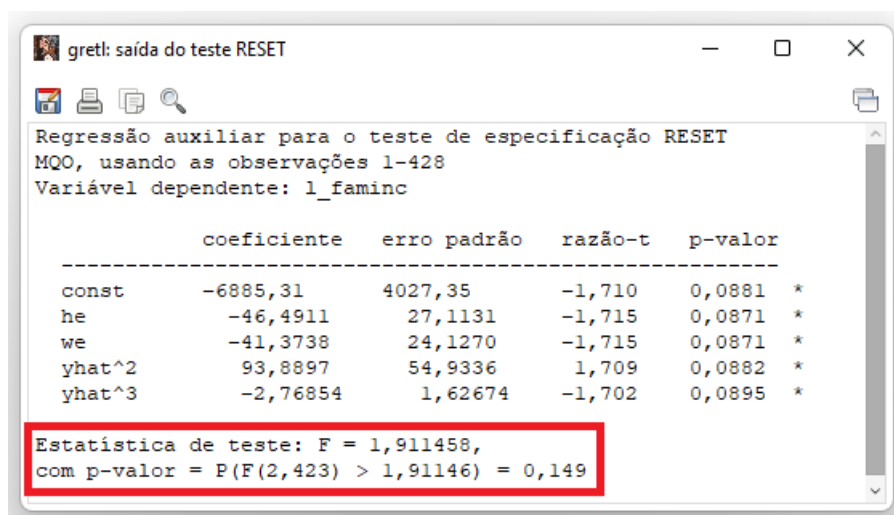 gretl: saída do teste RESET
Regressão auxiliar para o teste de especificação RESET
MQO, usando as observações 1-428
Variável dependente: l_faminc
coeficiente erro padrão razão-t p-valor
---------------------------------------------------------
const -6885,31 4027,35 -1,710 0,0881 *
he -46,4911 27,1131 -1,715 0,0871 *
we -41,3738 24,1270 -1,715 0,0871 *
yhat^2 93,8897 54,9336 1,709 0,0882 *
yhat^3 -2,76854 1,62674 -1,702 0,0895 *
Estatística de teste: F = 1,911458,
com p-valor = P(F(2,423) > 1,91146) = 0,149